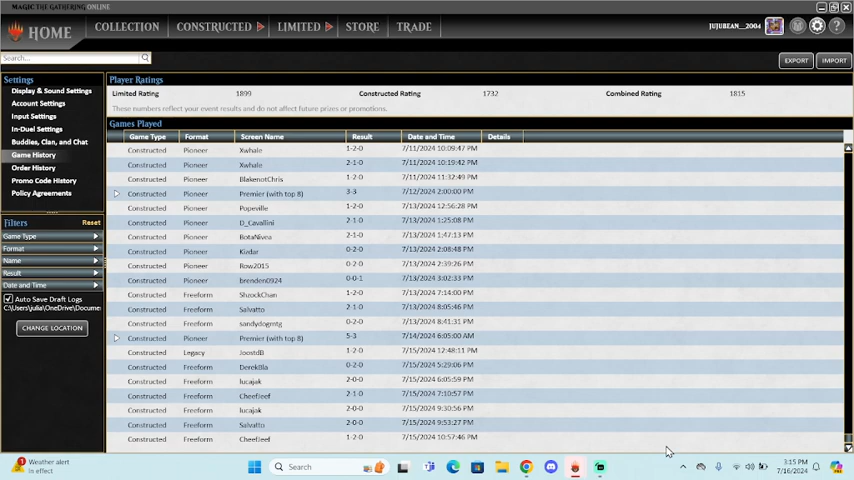 MAGIC: THE GATHERING ONLINE
HOME COLLECTION CONSTRUCTED LIMITED STORE TRADE JUJUBEAN__2004
Search... EXPORT IMPORT
Settings
Display & Sound Settings
Account Settings
Input Settings
In-Duel Settings
Buddies, Clan, and Chat
Game History
Order History
Promo Code History
Policy Agreements
Filters Reset
Game Type
Format
Name
Result
Date and Time
Auto Save Draft Logs
C:\Users\julia\OneDrive\Docume
CHANGE LOCATION
Player Ratings
Limited Rating 1899 Constructed Rating 1732 Combined Rating 1815
These numbers reflect your event results and do not affect future prizes or promotions.
Games Played
Game Type Format Screen Name Result Date and Time Details
Constructed Pioneer Xwhale 1-2-0 7/11/2024 10:09:47 PM
Constructed Pioneer Xwhale 2-1-0 7/11/2024 10:19:42 PM
Constructed Pioneer BlakenotChris 1-2-0 7/11/2024 11:32:49 PM
Constructed Pioneer Premier (with top 8) 3-3 7/12/2024 2:00:00 PM
Constructed Pioneer Popeville 1-2-0 7/13/2024 12:56:28 PM
Constructed Pioneer D_Cavallini 2-1-0 7/13/2024 1:25:08 PM
Constructed Pioneer BotaNivea 2-1-0 7/13/2024 1:47:13 PM
Constructed Pioneer Kizdar 0-2-0 7/13/2024 2:08:48 PM
Constructed Pioneer Row2015 0-2-0 7/13/2024 2:39:26 PM
Constructed Pioneer brenden0924 0-0-1 7/13/2024 3:02:33 PM
Constructed Freeform ShrockChan 1-2-0 7/13/2024 7:14:00 PM
Constructed Freeform Salvatto 2-1-0 7/13/2024 8:05:46 PM
Constructed Freeform sandydogmtg 0-2-0 7/13/2024 8:41:31 PM
Constructed Pioneer Premier (with top 8) 5-3 7/14/2024 6:05:00 AM
Constructed Legacy JoostdB 1-2-0 7/15/2024 12:48:11 PM
Constructed Freeform DerekBla 0-2-0 7/15/2024 5:29:06 PM
Constructed Freeform lucajak 2-0-0 7/15/2024 6:05:59 PM
Constructed Freeform CheefJeef 2-1-0 7/15/2024 7:10:57 PM
Constructed Freeform lucajak 2-0-0 7/15/2024 9:30:56 PM
Constructed Freeform Salvatto 2-0-0 7/15/2024 9:53:27 PM
Constructed Freeform CheefJeef 1-2-0 7/15/2024 10:57:46 PM
Weather alert
In effect
Search
3:15 PM
7/16/2024